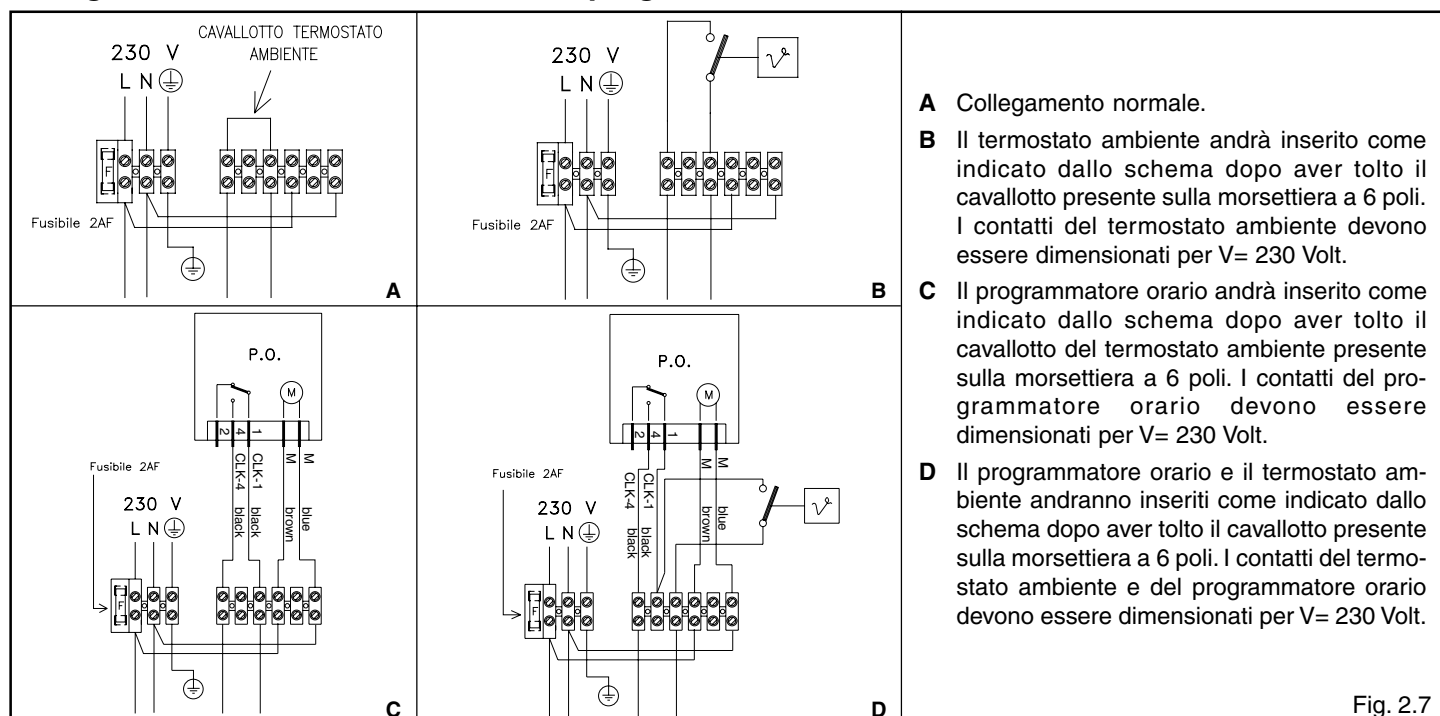 CAVALLOTTO TERMOSTATO
AMBIENTE
230 V
L N
F
Fusibile 2AF
A
230 V
L N
F
Fusibile 2AF
B
P.O.
M
2 4 1
CLK-4 CLK-1 M M
black black brown blue
Fusibile 2AF
230 V
L N
F
C
P.O.
M
2 4 1
CLK-4 CLK-1 M M
black black brown blue
Fusibile 2AF
230 V
L N
F
D
A Collegamento normale.
B Il termostato ambiente andrà inserito come
indicato dallo schema dopo aver tolto il
cavallotto presente sulla morsettiera a 6 poli.
I contatti del termostato ambiente devono
essere dimensionati per V= 230 Volt.
C Il programmatore orario andrà inserito come
indicato dallo schema dopo aver tolto il
cavallotto del termostato ambiente presente
sulla morsettiera a 6 poli. I contatti del pro-
grammatore orario devono essere
dimensionati per V= 230 Volt.
D Il programmatore orario e il termostato am-
biente andranno inseriti come indicato dallo
schema dopo aver tolto il cavallotto presente
sulla morsettiera a 6 poli. I contatti del termo-
stato ambiente e del programmatore orario
devono essere dimensionati per V= 230 Volt.
Fig. 2.7